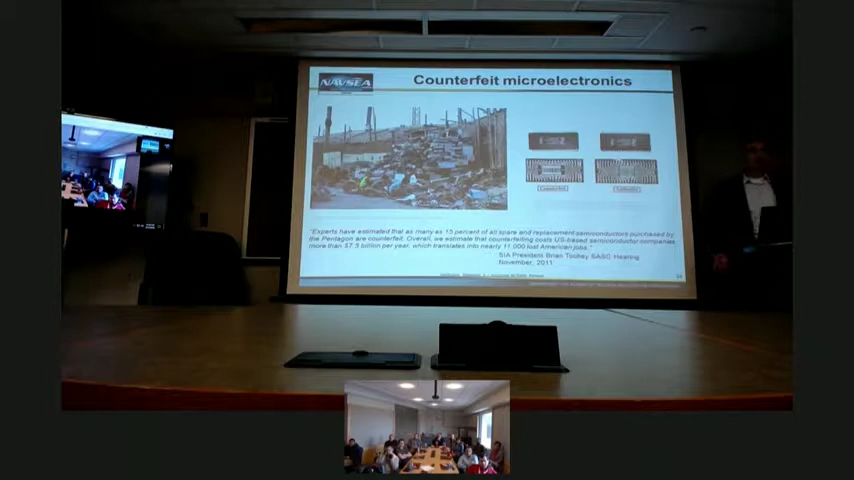 NAVSEA
Counterfeit microelectronics
"Experts have estimated that as many as 15 percent of all spare and replacement semiconductors purchased by
the Pentagon are counterfeit. Overall, we estimate that counterfeiting costs US-based semiconductor companies
more than $7.5 billion per year, which translates into nearly 11,000 lost American jobs."
SIA President Brian Toohey SASC Hearing
November, 2011